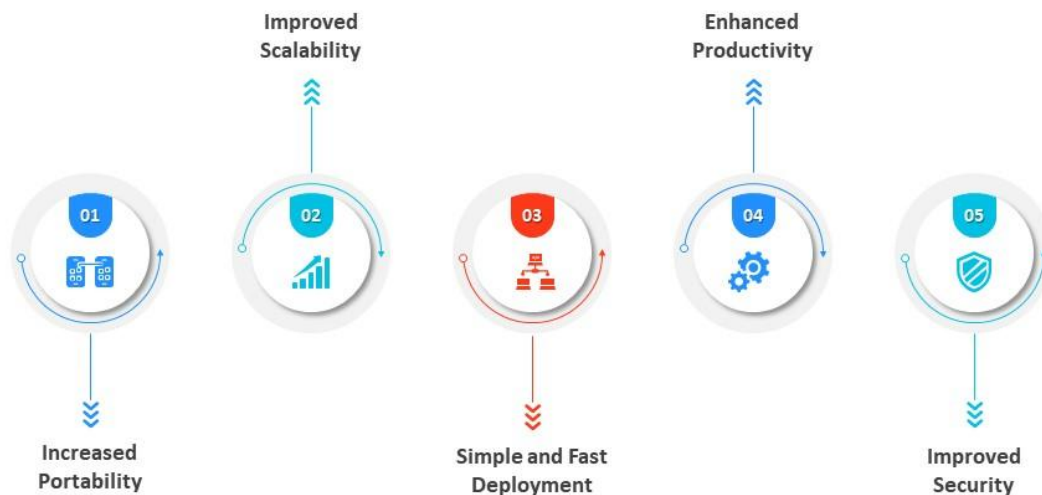 Improved
Scalability
Enhanced
Productivity
01
02
03
04
05
Increased
Portability
Simple and Fast
Deployment
Improved
Security